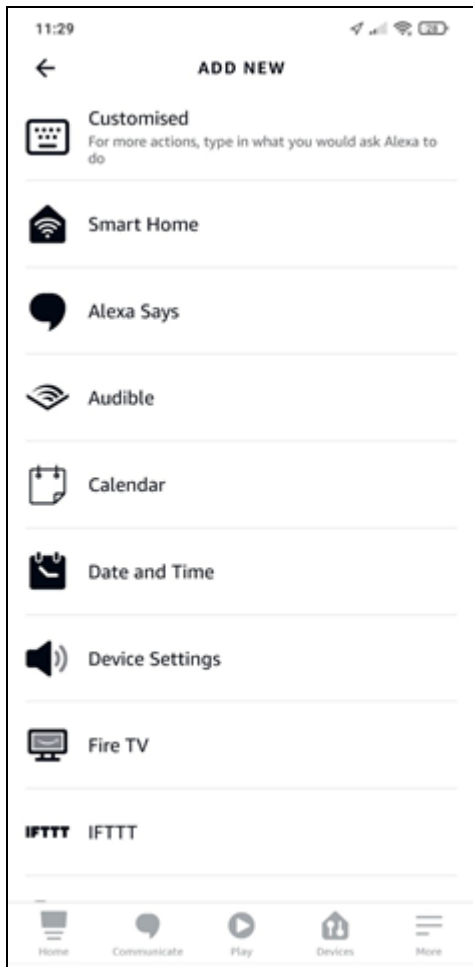 11:29
28
ADD NEW
Customised
For more actions, type in what you would ask Alexa to
do
Smart Home
Alexa Says
Audible
Calendar
Date and Time
Device Settings
Fire TV
IFTTT IFTTT
Home Communicate Play Devices More